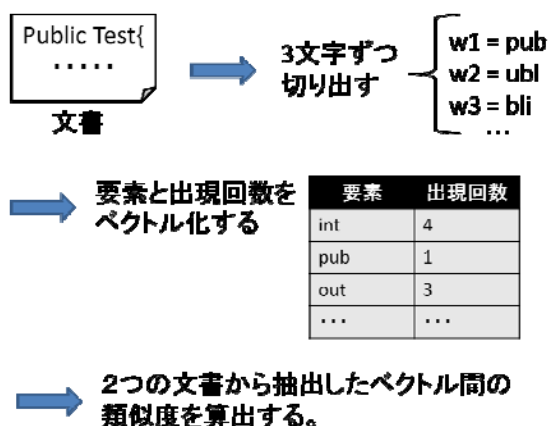 Public Test{
.....
文書
3文字ずつ
切り出す
w1 = pub
w2 = ubl
w3 = bli
...
要素と出現回数を
ベクトル化する
要素 出現回数
int 4
pub 1
out 3
... ...
2つの文書から抽出したベクトル間の
類似度を算出する。